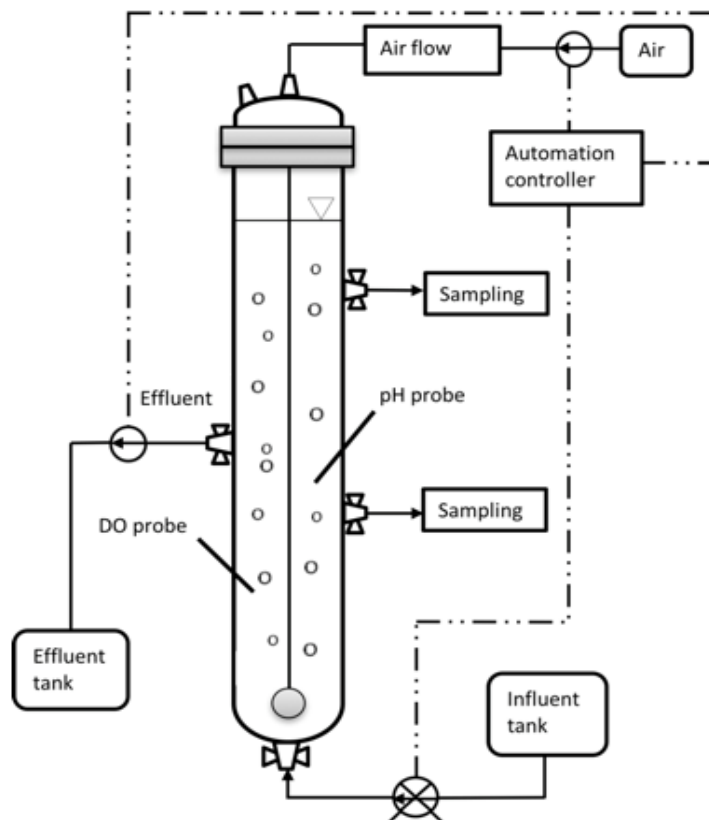 Air flow
Air
Automation
controller
Sampling
Effluent
pH probe
Sampling
DO probe
Effluent
tank
Influent
tank